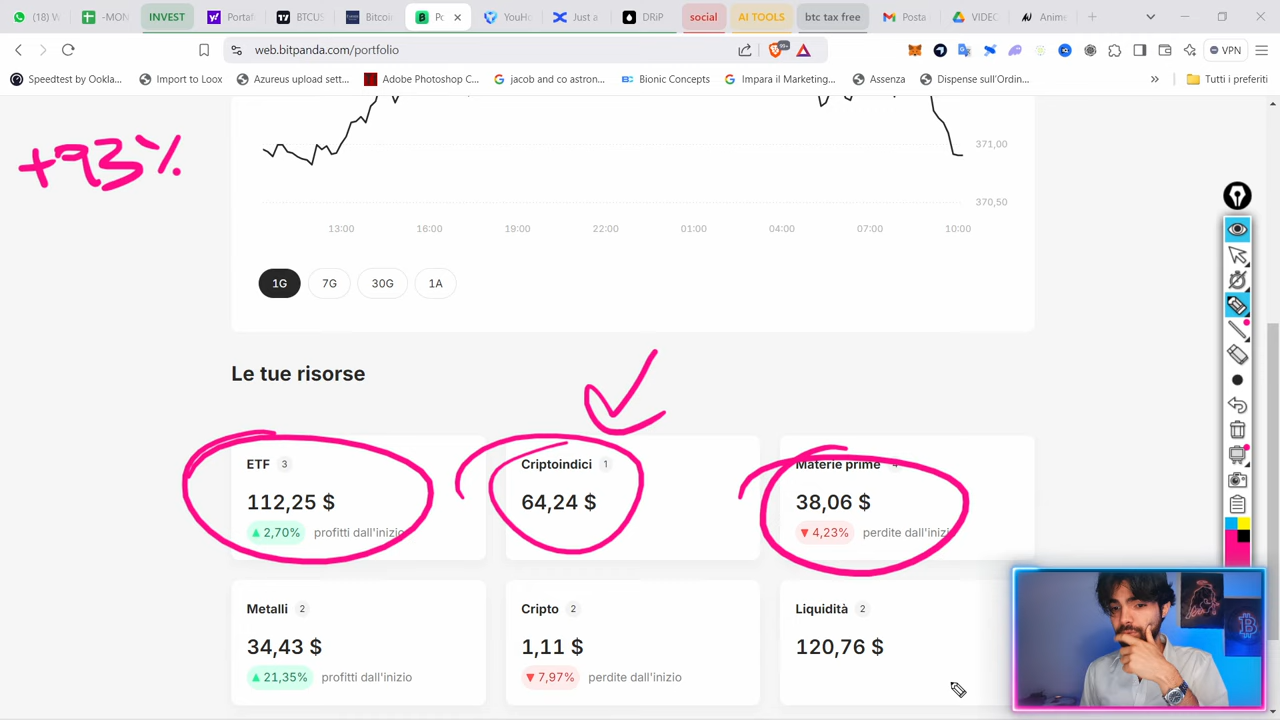 (18) W
-MON
INVEST
Portaf
BTCUS
Bitcoi
Po
YouHo
Just a
DRiP
social
AI TOOLS
btc tax free
Posta
VIDEC
Anime
web.bitpanda.com/portfolio
99+
VPN
Speedtest by Ookla...
Import to Loox
Azureus upload sett...
Adobe Photoshop C...
jacob and co astron...
Bionic Concepts
Impara il Marketing...
Assenza
Dispense sull'Ordin...
Tutti i preferiti
+93%
371,00
370,50
13:00 16:00 19:00 22:00 01:00 04:00 07:00 10:00
1G 7G 30G 1A
Le tue risorse
ETF 3
112,25 $
2,70% profitti dall'inizio
Criptoindici 1
64,24 $
Materie prime
38,06 $
4,23% perdite dall'inizio
Metalli 2
34,43 $
21,35% profitti dall'inizio
Cripto 2
1,11 $
7,97% perdite dall'inizio
Liquidità 2
120,76 $